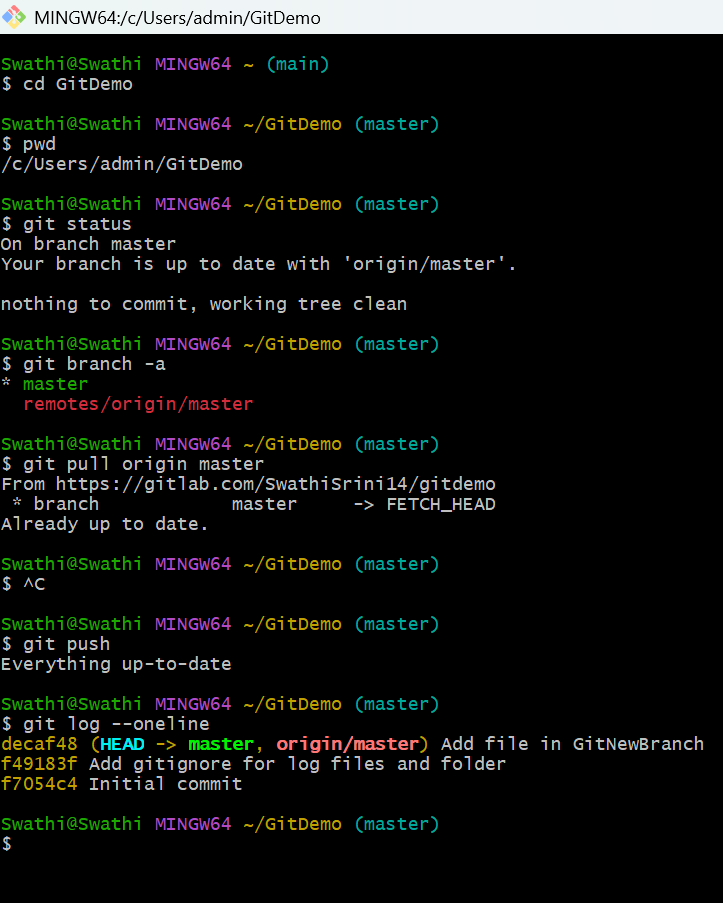 MINGW64:/c/Users/admin/GitDemo
Swathi@Swathi MINGW64 ~ (main)
$ cd GitDemo
Swathi@Swathi MINGW64 ~/GitDemo (master)
$ pwd
/c/Users/admin/GitDemo
Swathi@Swathi MINGW64 ~/GitDemo (master)
$ git status
On branch master
Your branch is up to date with 'origin/master'.
nothing to commit, working tree clean
Swathi@Swathi MINGW64 ~/GitDemo (master)
$ git branch -a
* master
  remotes/origin/master
Swathi@Swathi MINGW64 ~/GitDemo (master)
$ git pull origin master
From https://gitlab.com/SwathiSrini14/gitdemo
 * branch            master     -> FETCH_HEAD
Already up to date.
Swathi@Swathi MINGW64 ~/GitDemo (master)
$ ^C
Swathi@Swathi MINGW64 ~/GitDemo (master)
$ git push
Everything up-to-date
Swathi@Swathi MINGW64 ~/GitDemo (master)
$ git log --oneline
decaf48 (HEAD -> master, origin/master) Add file in GitNewBranch
f49183f Add gitignore for log files and folder
f7054c4 Initial commit
Swathi@Swathi MINGW64 ~/GitDemo (master)
$